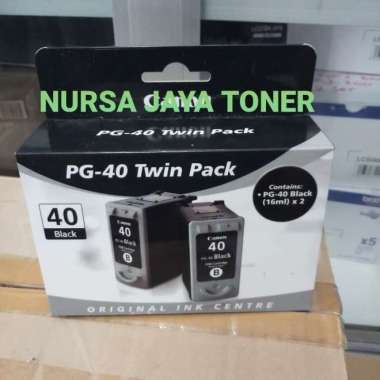 NURSA JAYA TONER
PG-40 Twin Pack
PG-40 Twin Pack
Contains:
• PG-40 Black
(16ml) x 2
40
Black
Canon
40
PG-40 Black
B
Canon
40
PG-40 Black
B
ORIGINAL INK CENTRE
x5